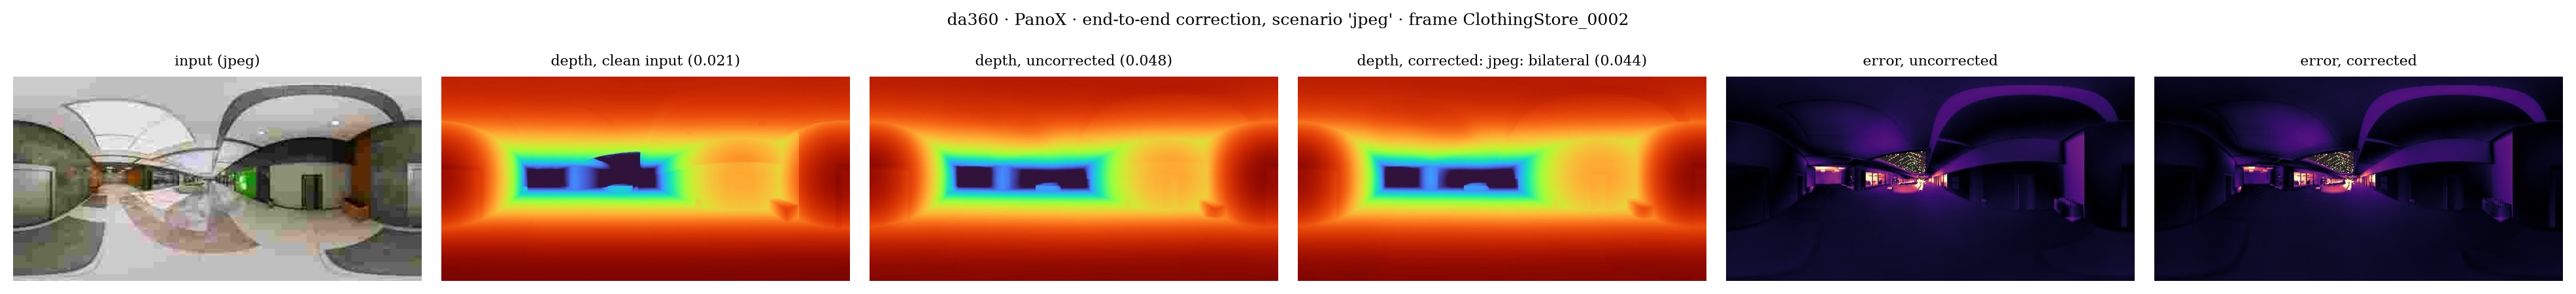 da360 · PanoX · end-to-end correction, scenario 'jpeg' · frame ClothingStore_0002
input (jpeg)
depth, clean input (0.021)
depth, uncorrected (0.048)
depth, corrected: jpeg: bilateral (0.044)
error, uncorrected
error, corrected